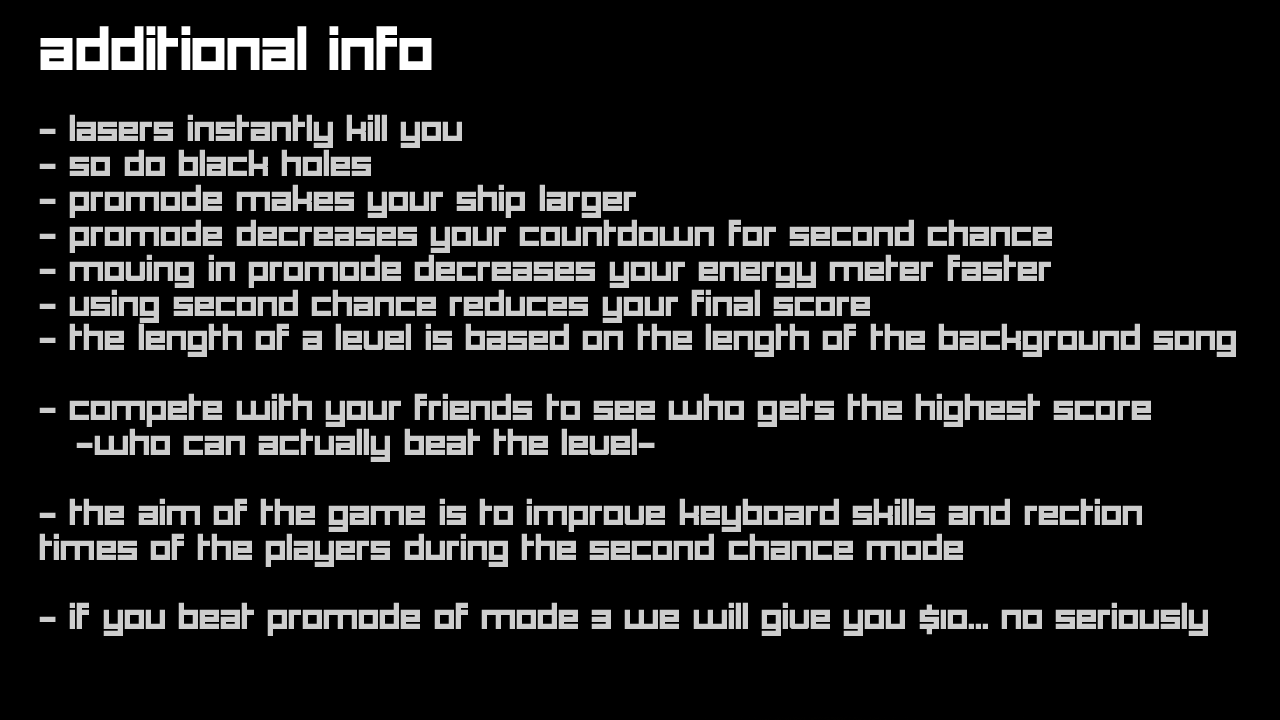 additional info
- lasers instantly kill you
- so do black holes
- promode makes your ship larger
- promode decreases your countdown for second chance
- moving in promode decreases your energy meter faster
- using second chance reduces your final score
- the length of a level is based on the length of the background song
- compete with your friends to see who gets the highest score
-who can actually beat the level-
- the aim of the game is to improve keyboard skills and rection
times of the players during the second chance mode
- if you beat promode of mode 3 we will give you $10... no seriously